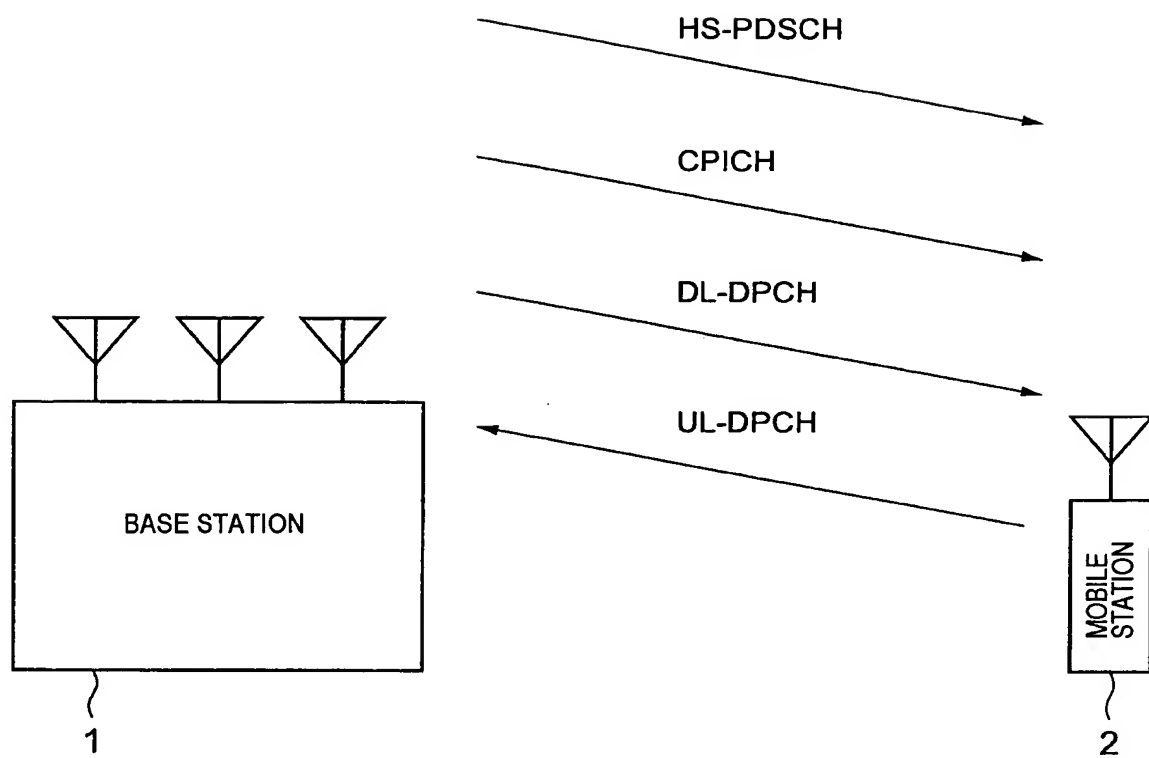 HS-PDSCH
CPICH
DL-DPCH
UL-DPCH
BASE STATION
MOBILE
STATION
1
2